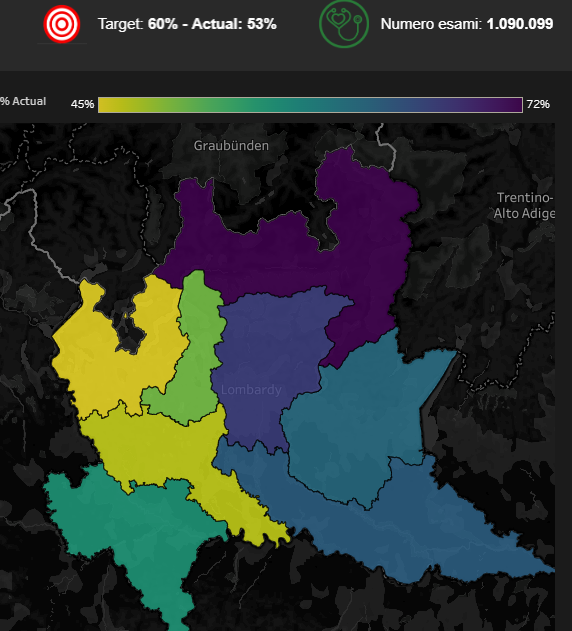 Target: 60% - Actual: 53%
Numero esami: 1.090.099
% Actual
45%
72%
Graubünden
Trentino-
Alto Adige
Lombardy